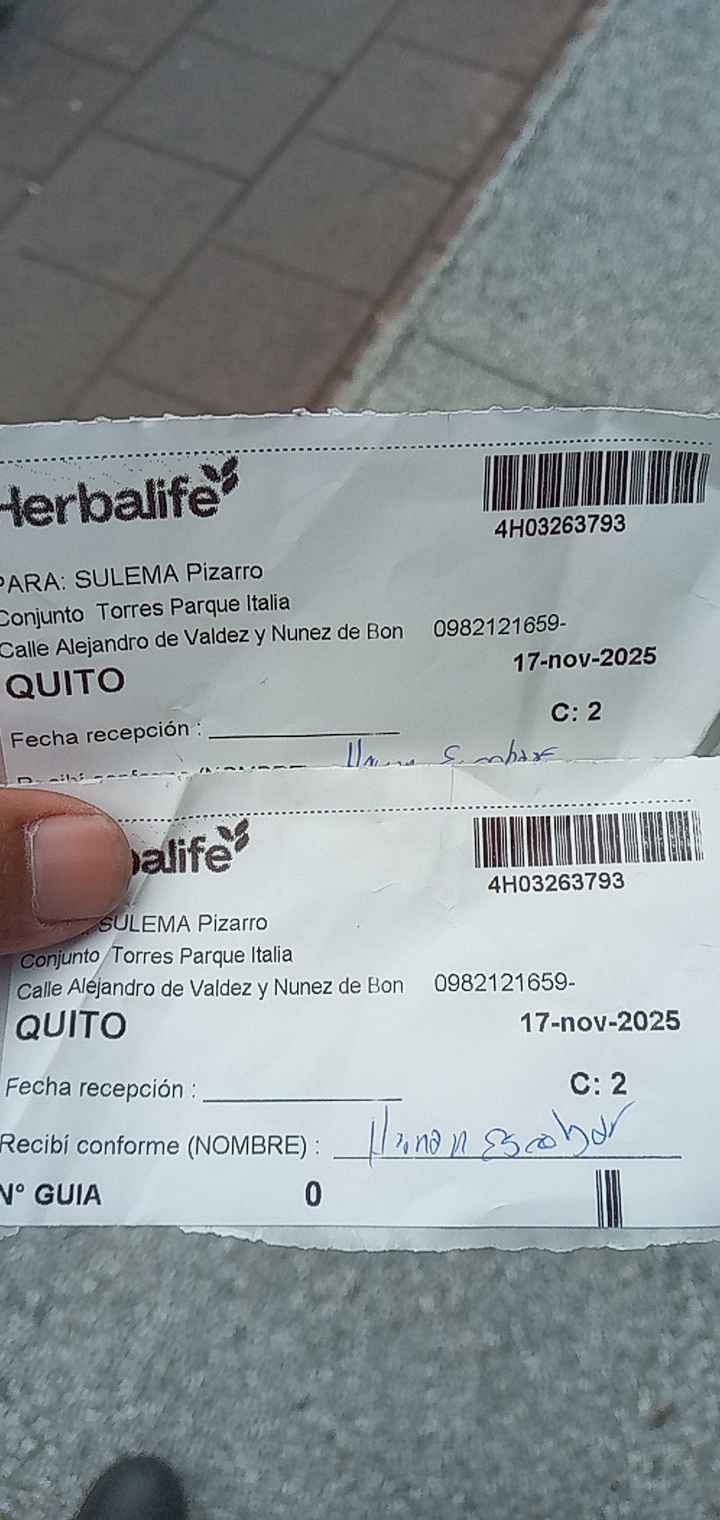 Herbalife
4H03263793
PARA: SULEMA Pizarro
Conjunto Torres Parque Italia
Calle Alejandro de Valdez y Nunez de Bon 0982121659-
17-nov-2025
QUITO
C: 2
Fecha recepción :
balife
4H03263793
SULEMA Pizarro
Conjunto Torres Parque Italia
Calle Alejandro de Valdez y Nunez de Bon 0982121659-
QUITO 17-nov-2025
C: 2
Fecha recepción :
Recibí conforme (NOMBRE) : Escobar
N° GUIA 0